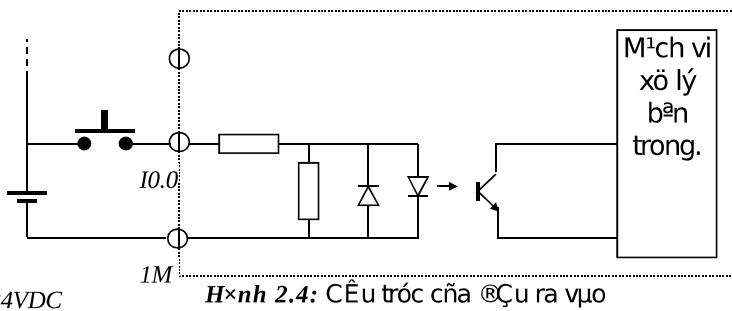 M¹ch vi
xö lý
bªn
trong.
I0.0
1M
4VDC
H×nh 2.4: CÊu tróc cña ®Çu ra vµo